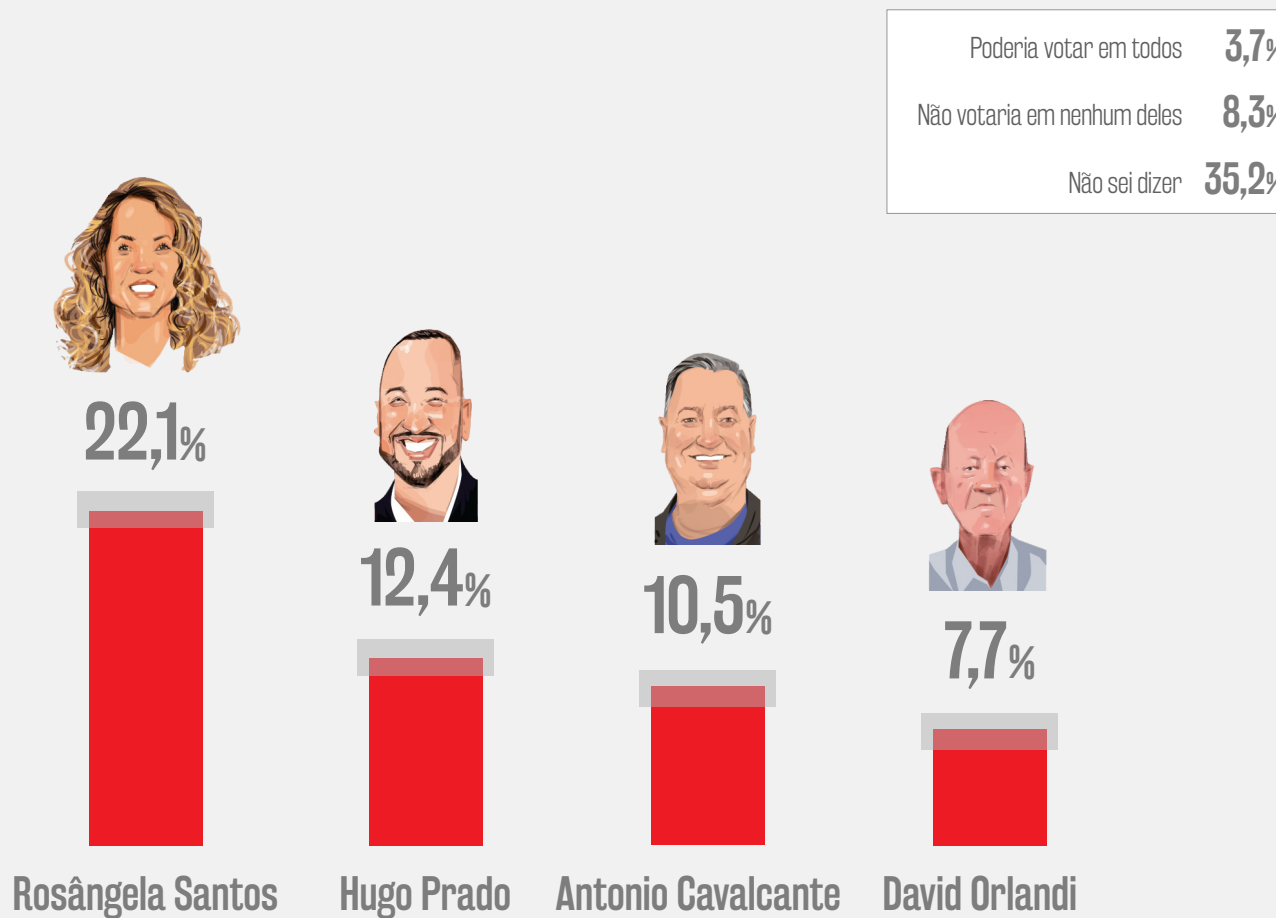 Poderia votar em todos 3,7%
Não votaria em nenhum deles 8,3%
Não sei dizer 35,2%
22,1%
12,4%
10,5%
7,7%
Rosângela Santos
Hugo Prado
Antonio Cavalcante
David Orlandi